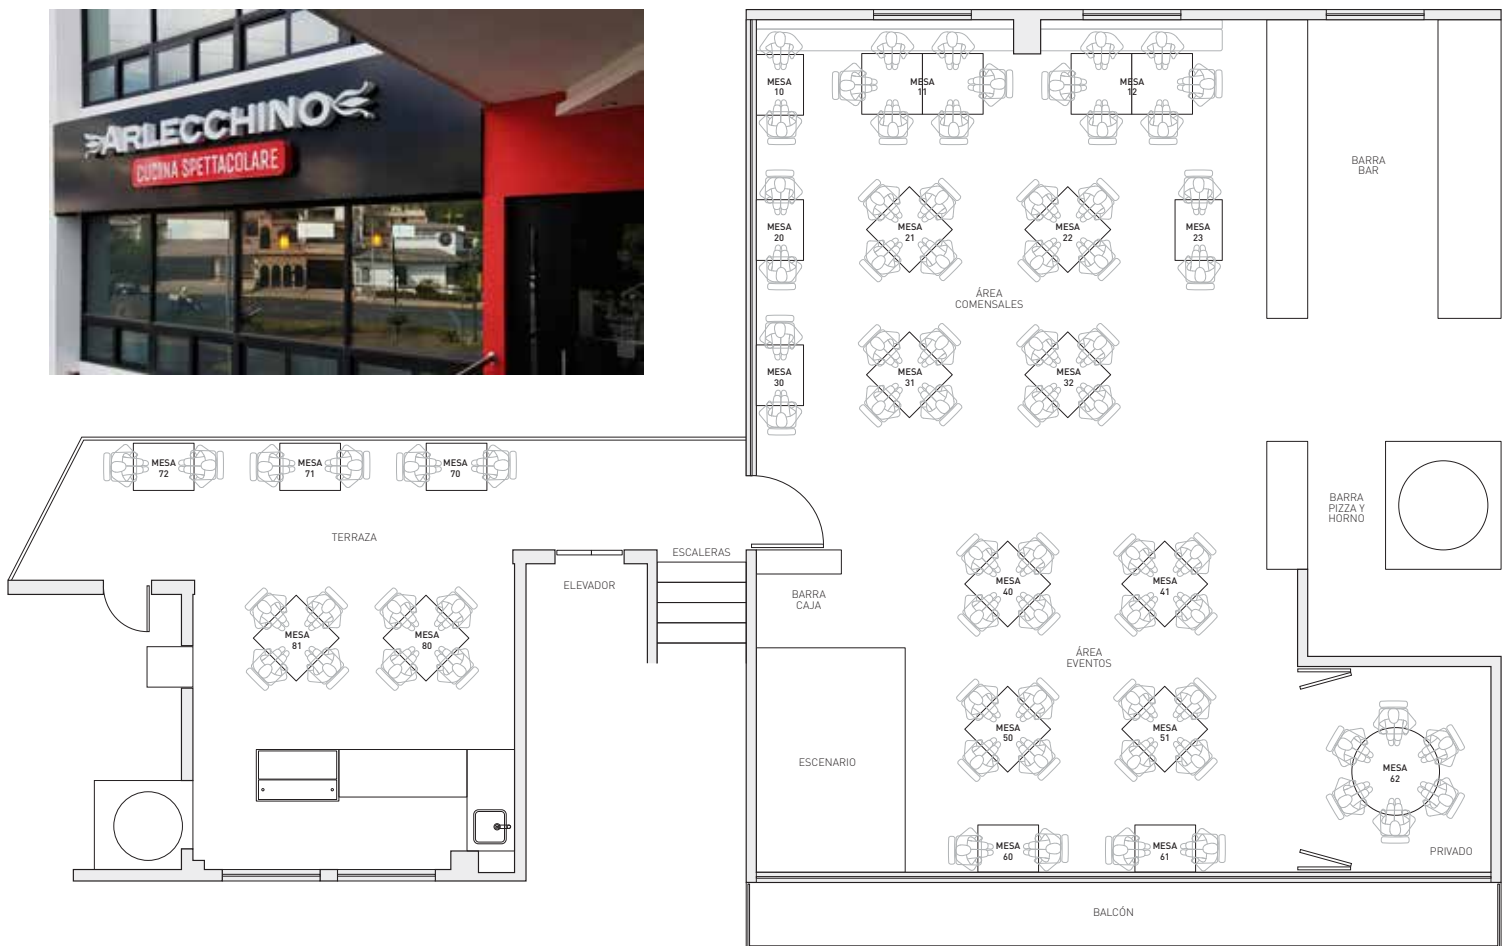 ARLECCHINO
CUCINA SPETTACOLARE
MESA
10
MESA
11
MESA
12
BARRA
BAR
MESA
20
MESA
21
MESA
22
MESA
23
ÁREA
COMENSALES
MESA
30
MESA
31
MESA
32
MESA
72
MESA
71
MESA
70
TERRAZA
ESCALERAS
ELEVADOR
BARRA
CAJA
BARRA
PIZZA Y
HORNO
MESA
40
MESA
41
MESA
81
MESA
80
ÁREA
EVENTOS
MESA
50
MESA
51
ESCENARIO
MESA
62
MESA
60
MESA
61
PRIVADO
BALCÓN